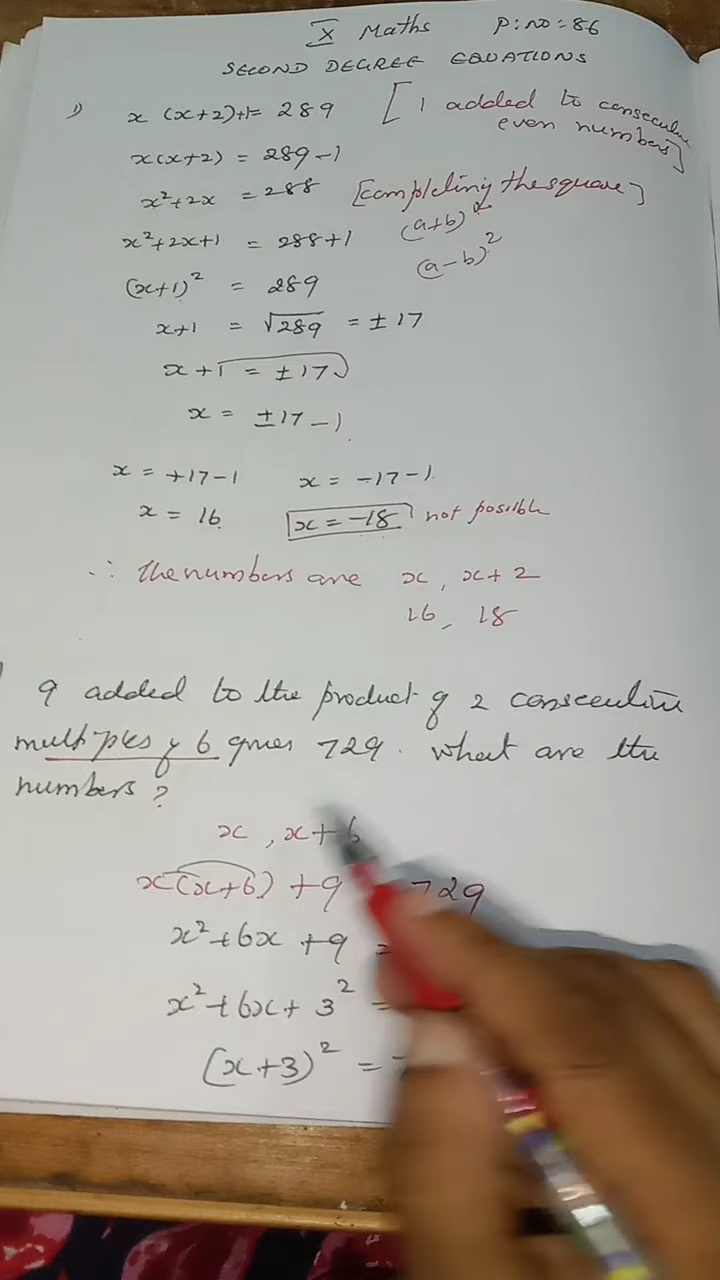 X Maths P: no = 86
SECOND DEGREE EQUATIONS
1) x (x+2)+1 = 289 [1 added to consecutive even numbers]
x(x+2) = 289-1
x²+2x = 288 [completing the square]
x²+2x+1 = 288+1 (a+b)²
(x+1)² = 289 (a-b)²
x+1 = √289 = ±17
x+1 = ±17
x = ±17-1
x = +17-1 x = -17-1
x = 16 x = -18 not possible
∴ the numbers are x, x+2
16, 18
9 added to the product of 2 consecutive
multiples of 6 gives 729. What are the
numbers?
x, x+6
x(x+6) +9 729
x²+6x +9 =
x²+6x+ 3² =
(x+3)² = 7